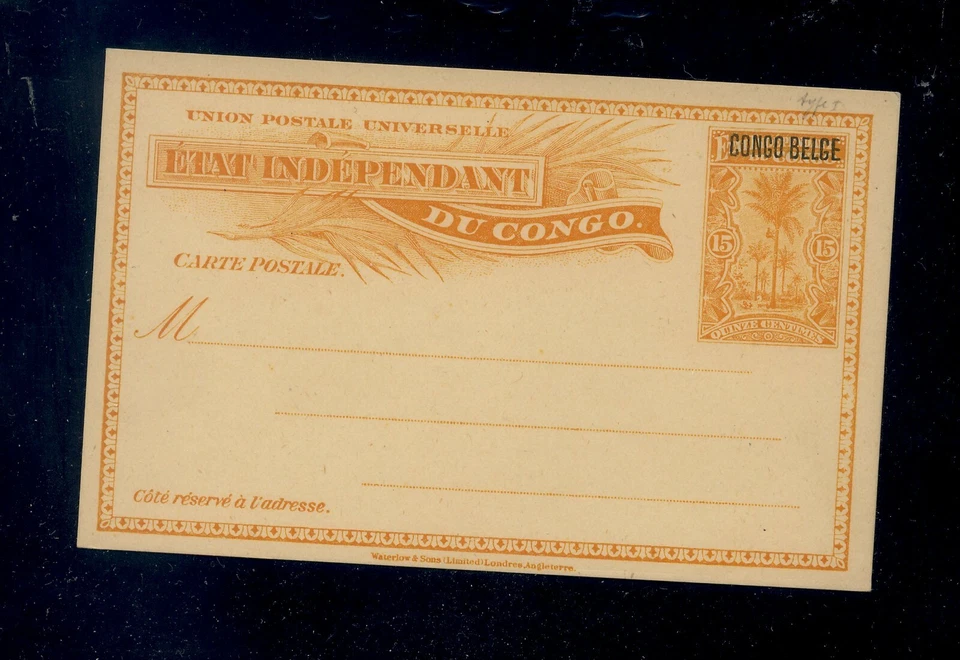 type I
UNION POSTALE UNIVERSELLE
CONGO BELGE
ÉTAT INDÉPENDANT
DU CONGO.
15 15
CARTE POSTALE.
QUINZE CENTIMES
M
Côté réservé à l'adresse.
Waterlow & Sons (Limited) Londres, Angleterre.